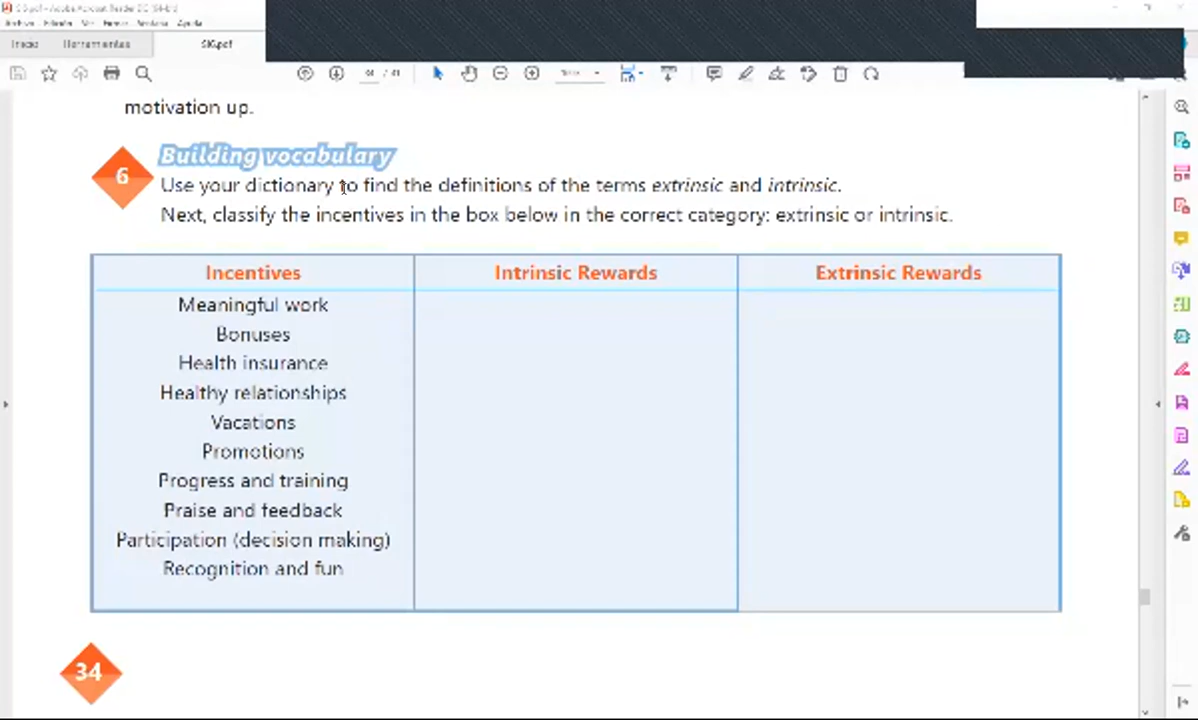 Inicio
Herramientas
motivation up.
6
Building vocabulary
Use your dictionary to find the definitions of the terms extrinsic and intrinsic.
Next, classify the incentives in the box below in the correct category: extrinsic or intrinsic.
Incentives
Intrinsic Rewards
Extrinsic Rewards
Meaningful work
Bonuses
Health insurance
Healthy relationships
Vacations
Promotions
Progress and training
Praise and feedback
Participation (decision making)
Recognition and fun
34